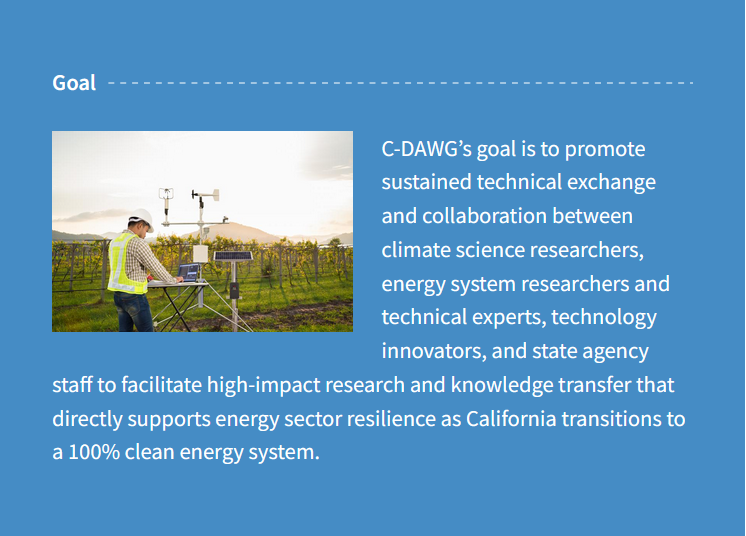 Goal
C-DAWG’s goal is to promote
sustained technical exchange
and collaboration between
climate science researchers,
energy system researchers and
technical experts, technology
innovators, and state agency
staff to facilitate high-impact research and knowledge transfer that
directly supports energy sector resilience as California transitions to
a 100% clean energy system.